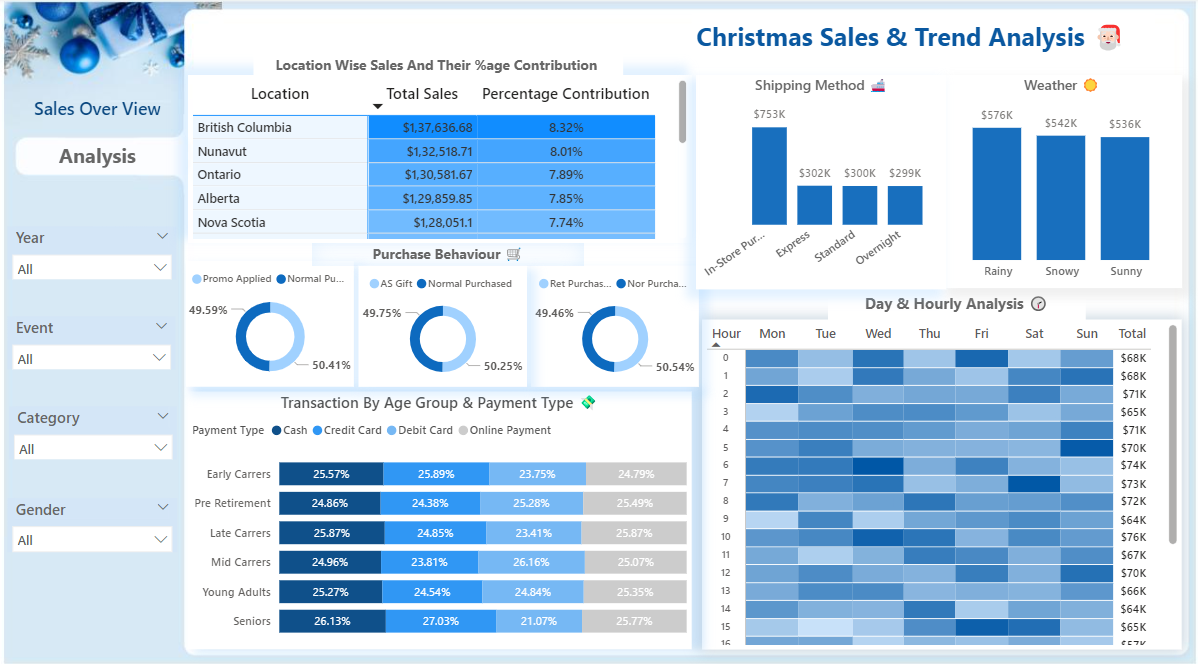 Christmas Sales & Trend Analysis
Sales Over View
Analysis
Year
All
Event
All
Category
All
Gender
All
Location Wise Sales And Their %age Contribution
Location Total Sales Percentage Contribution
British Columbia $1,37,636.68 8.32%
Nunavut $1,32,518.71 8.01%
Ontario $1,30,581.67 7.89%
Alberta $1,29,859.85 7.85%
Nova Scotia $1,28,051.1 7.74%
Shipping Method
$753K $302K $300K $299K
In-Store Pur... Express Standard Overnight
Weather
$576K $542K $536K
Rainy Snowy Sunny
Purchase Behaviour
Promo Applied Normal Pu...
49.59%
50.41%
AS Gift Normal Purchased
49.75%
50.25%
Ret Purchas... Nor Purcha...
49.46%
50.54%
Transaction By Age Group & Payment Type
Payment Type Cash Credit Card Debit Card Online Payment
Early Carrers 25.57% 25.89% 23.75% 24.79%
Pre Retirement 24.86% 24.38% 25.28% 25.49%
Late Carrers 25.87% 24.85% 23.41% 25.87%
Mid Carrers 24.96% 23.81% 26.16% 25.07%
Young Adults 25.27% 24.54% 24.84% 25.35%
Seniors 26.13% 27.03% 21.07% 25.77%
Day & Hourly Analysis
Hour Mon Tue Wed Thu Fri Sat Sun Total
0 $68K
1 $68K
2 $71K
3 $65K
4 $71K
5 $70K
6 $74K
7 $73K
8 $72K
9 $64K
10 $76K
11 $67K
12 $70K
13 $66K
14 $64K
15 $65K
16 $57K